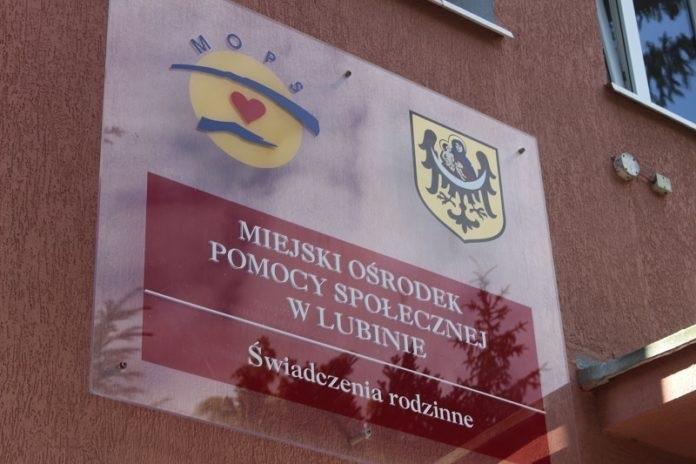 MOPS
MIEJSKI OŚRODEK
POMOCY SPOŁECZNEJ
W LUBINIE
Świadczenia rodzinne